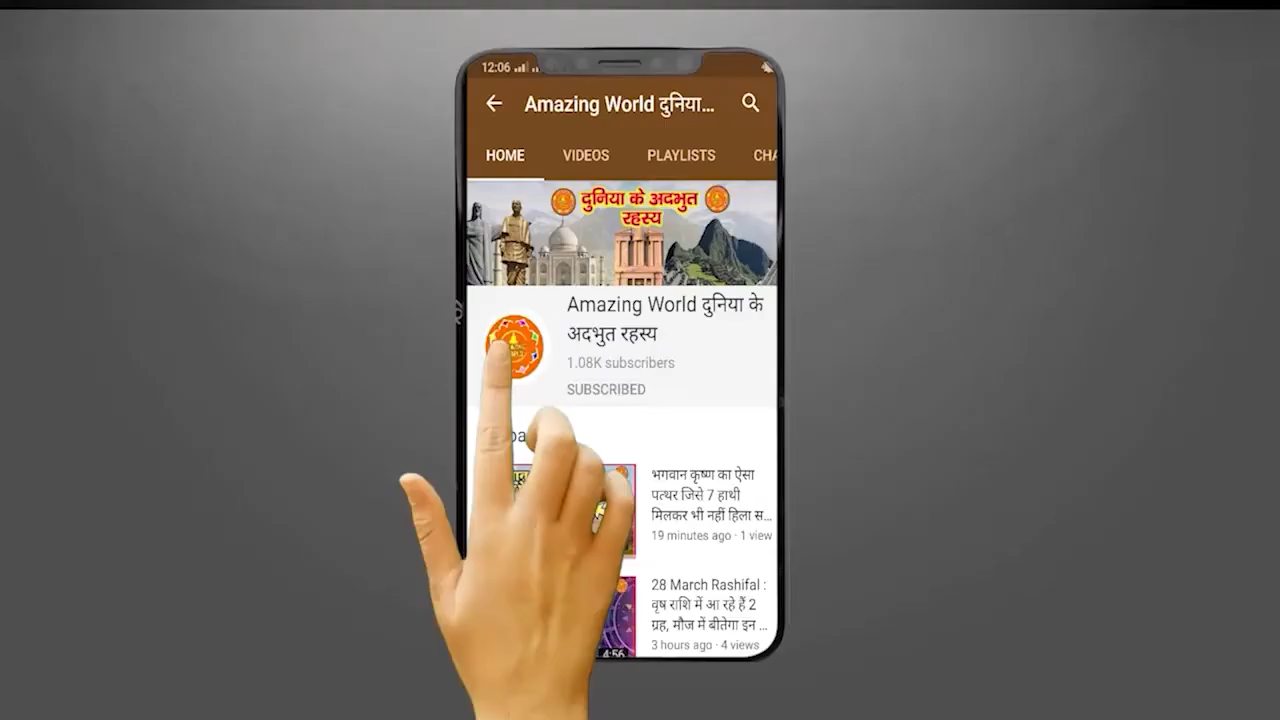 12:06
Amazing World दुनिया...
HOME VIDEOS PLAYLISTS CHA
दुनिया के अदभुत
रहस्य
Amazing World दुनिया के
अदभुत रहस्य
1.08K subscribers
SUBSCRIBED
भगवान कृष्ण का ऐसा
पत्थर जिसे 7 हाथी
मिलकर भी नहीं हिला स...
19 minutes ago · 1 view
28 March Rashifal :
वृष राशि में आ रहे हैं 2
ग्रह, मौज में बीतेगा इन ...
3 hours ago · 4 views
4:56